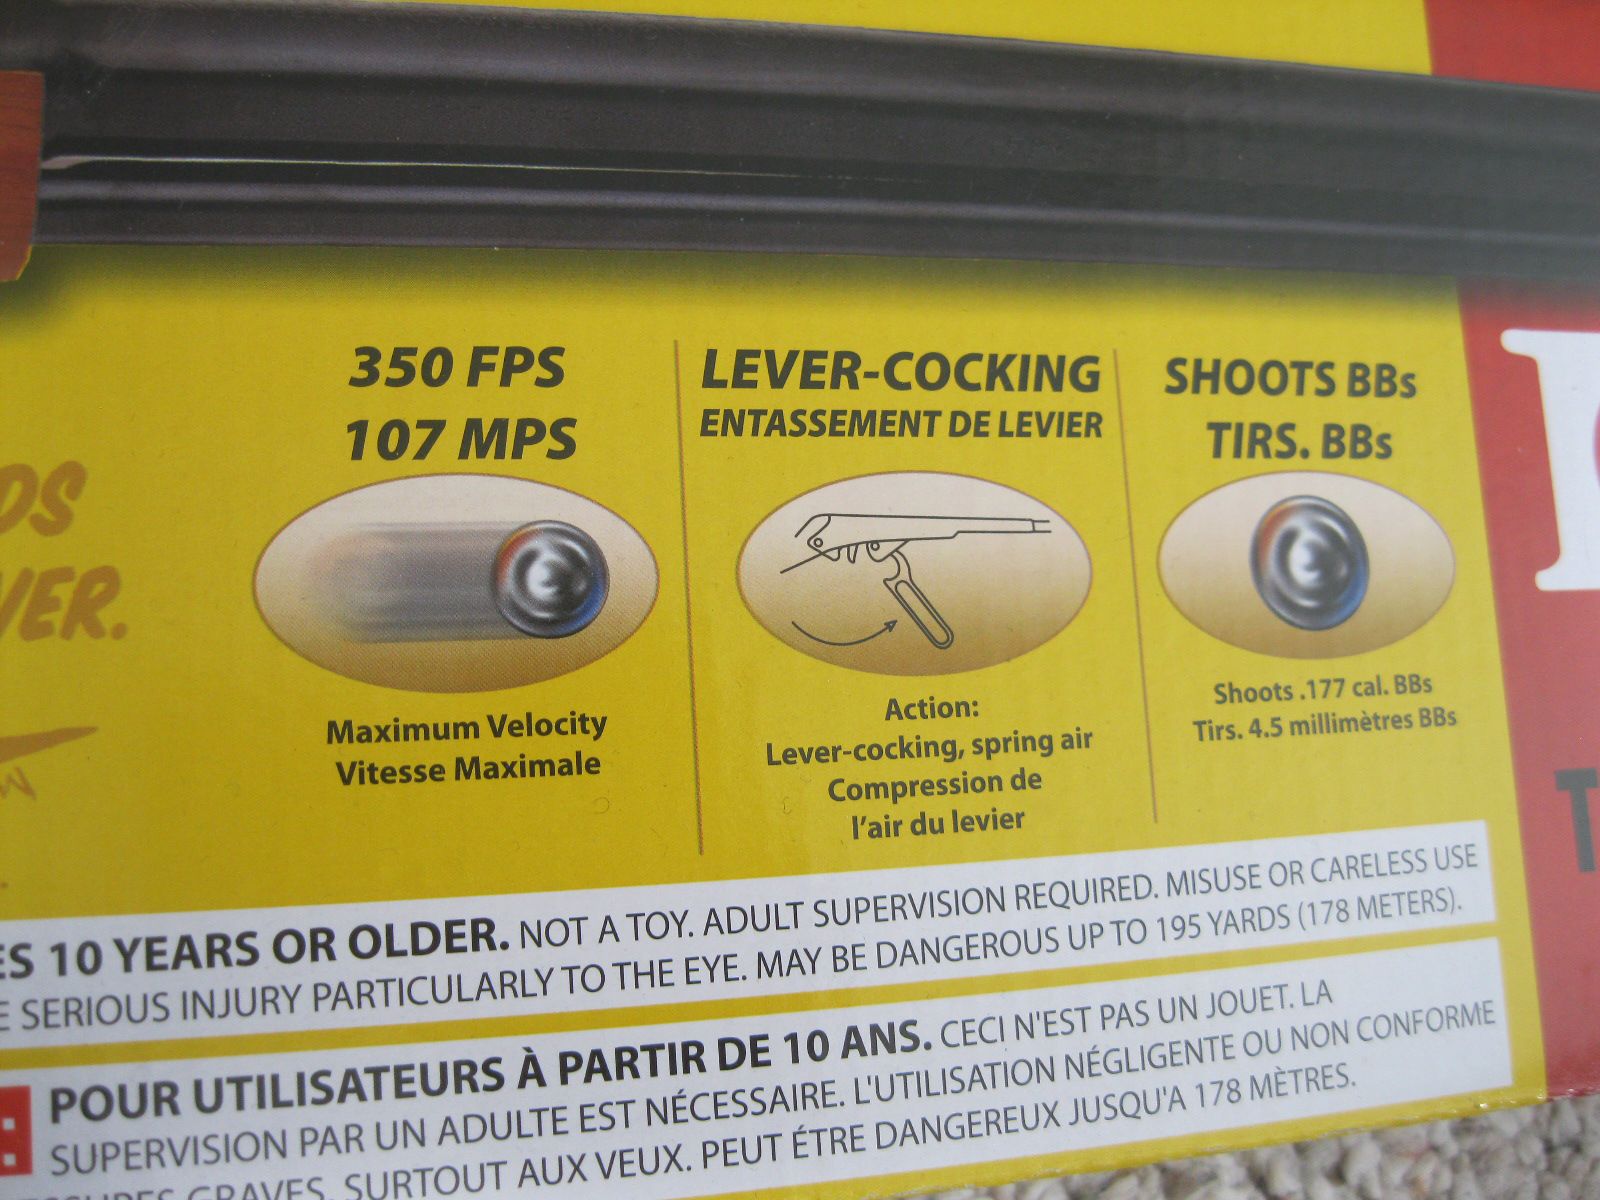 350 FPS
107 MPS
Maximum Velocity
Vitesse Maximale
LEVER-COCKING
ENTASSEMENT DE LEVIER
Action:
Lever-cocking, spring air
Compression de
l'air du levier
SHOOTS BBs
TIRS. BBs
Shoots .177 cal. BBs
Tirs. 4.5 millimètres BBs
10 YEARS OR OLDER. NOT A TOY. ADULT SUPERVISION REQUIRED. MISUSE OR CARELESS USE
SERIOUS INJURY PARTICULARLY TO THE EYE. MAY BE DANGEROUS UP TO 195 YARDS (178 METERS).
POUR UTILISATEURS À PARTIR DE 10 ANS. CECI N'EST PAS UN JOUET. LA
SUPERVISION PAR UN ADULTE EST NÉCESSAIRE. L'UTILISATION NÉGLIGENTE OU NON CONFORME
GRAVES, SURTOUT AUX YEUX. PEUT ÉTRE DANGEREUX JUSQU'A 178 MÈTRES.